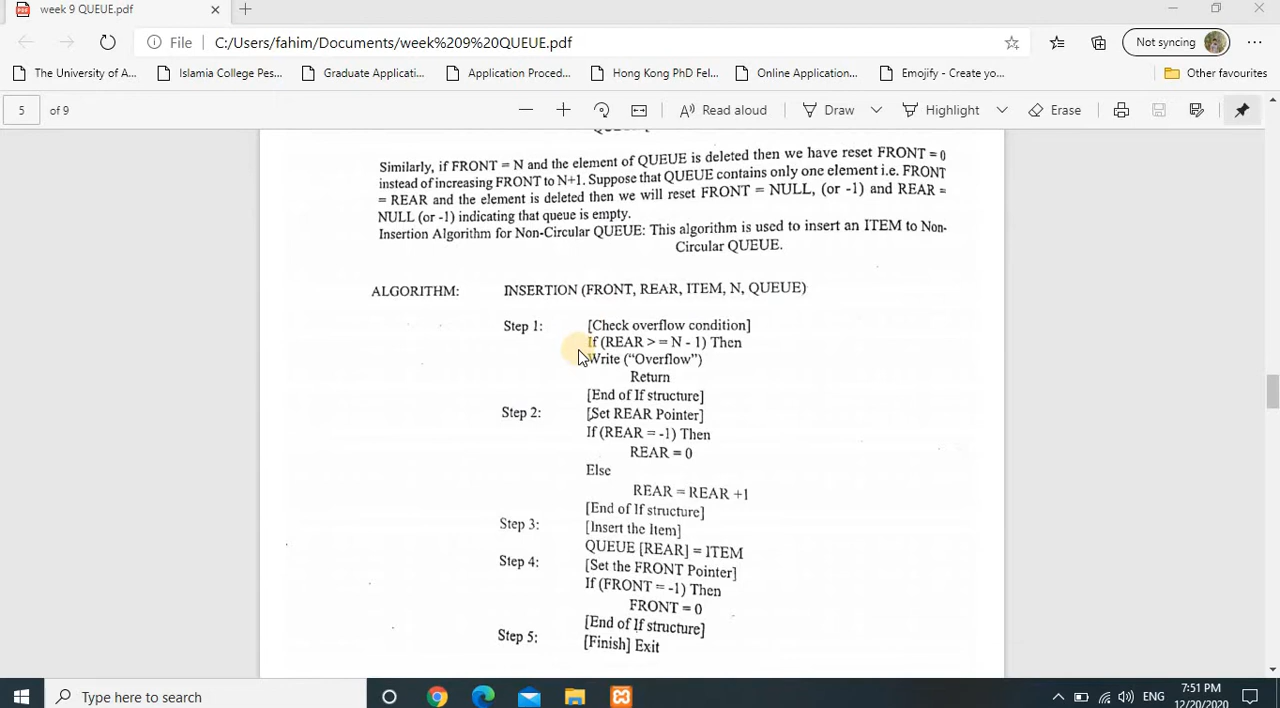 week 9 QUEUE.pdf
File C:/Users/fahim/Documents/week%209%20QUEUE.pdf
Not syncing
The University of A...
Islamia College Pes...
Graduate Applicati...
Application Proced...
Hong Kong PhD Fel...
Online Application...
Emojify - Create yo...
Other favourites
5 of 9
Read aloud
Draw
Highlight
Erase
Similarly, if FRONT = N and the element of QUEUE is deleted then we have reset FRONT = 0
instead of increasing FRONT to N+1. Suppose that QUEUE contains only one element i.e. FRONT
= REAR and the element is deleted then we will reset FRONT = NULL, (or -1) and REAR =
NULL (or -1) indicating that queue is empty.
Insertion Algorithm for Non-Circular QUEUE: This algorithm is used to insert an ITEM to Non-
Circular QUEUE.
ALGORITHM: INSERTION (FRONT, REAR, ITEM, N, QUEUE)
Step 1: [Check overflow condition]
If (REAR > = N - 1) Then
Write (“Overflow”)
Return
[End of If structure]
Step 2: [Set REAR Pointer]
If (REAR = -1) Then
REAR = 0
Else
REAR = REAR +1
[End of If structure]
Step 3: [Insert the Item]
QUEUE [REAR] = ITEM
Step 4: [Set the FRONT Pointer]
If (FRONT = -1) Then
FRONT = 0
[End of If structure]
Step 5: [Finish] Exit
Type here to search
ENG
7:51 PM
12/20/2020